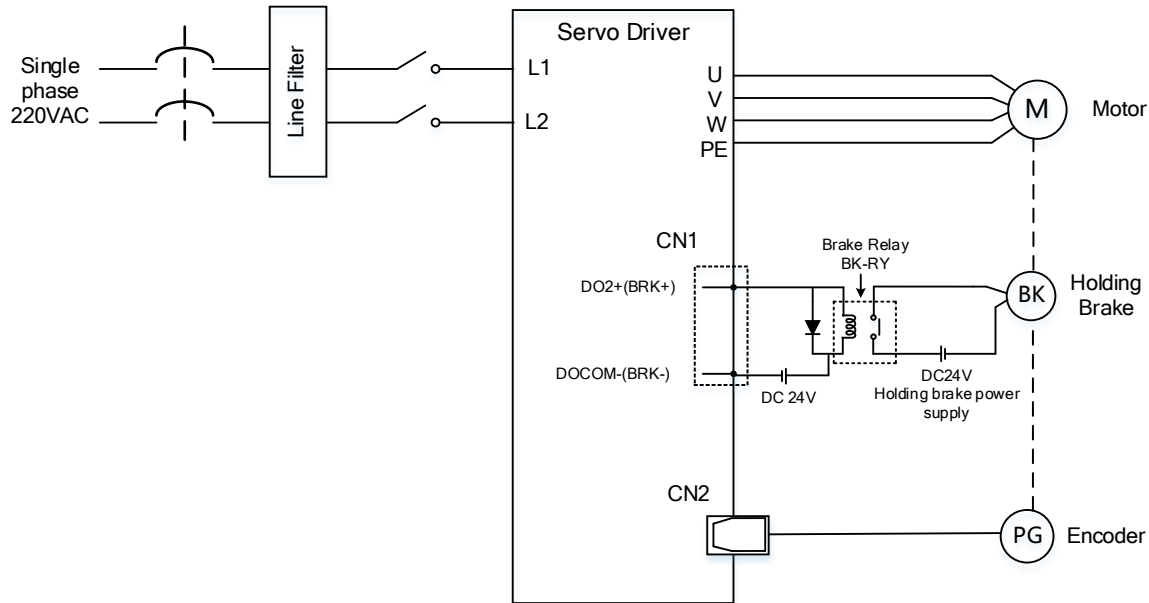 Servo Driver
Single
phase
220VAC
Line Filter
L1
L2
U
V
W
PE
M
Motor
CN1
Brake Relay
BK-RY
DO2+(BRK+)
BK
Holding
Brake
DOCOM-(BRK-)
DC 24V
DC24V
Holding brake power
supply
CN2
PG
Encoder